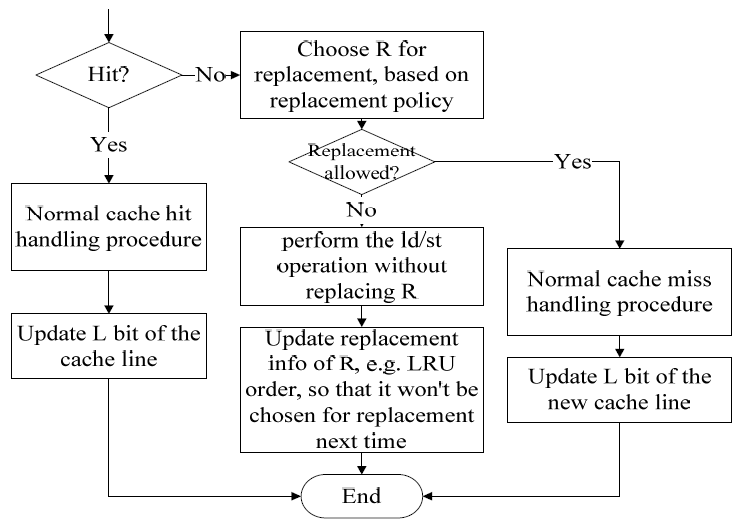 Hit?
No
Choose R for
replacement, based on
replacement policy
Yes
Replacement
allowed?
Yes
No
Normal cache hit
handling procedure
perform the ld/st
operation without
replacing R
Normal cache miss
handling procedure
Update L bit of the
cache line
Update replacement
info of R, e.g. LRU
order, so that it won't be
chosen for replacement
next time
Update L bit of the
new cache line
End